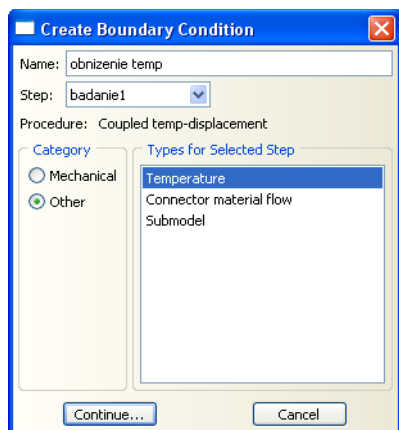 Create Boundary Condition
Name: obnizenie temp
Step: badanie1
Procedure: Coupled temp-displacement
Category
Mechanical
Other
Types for Selected Step
Temperature
Connector material flow
Submodel
Continue... Cancel